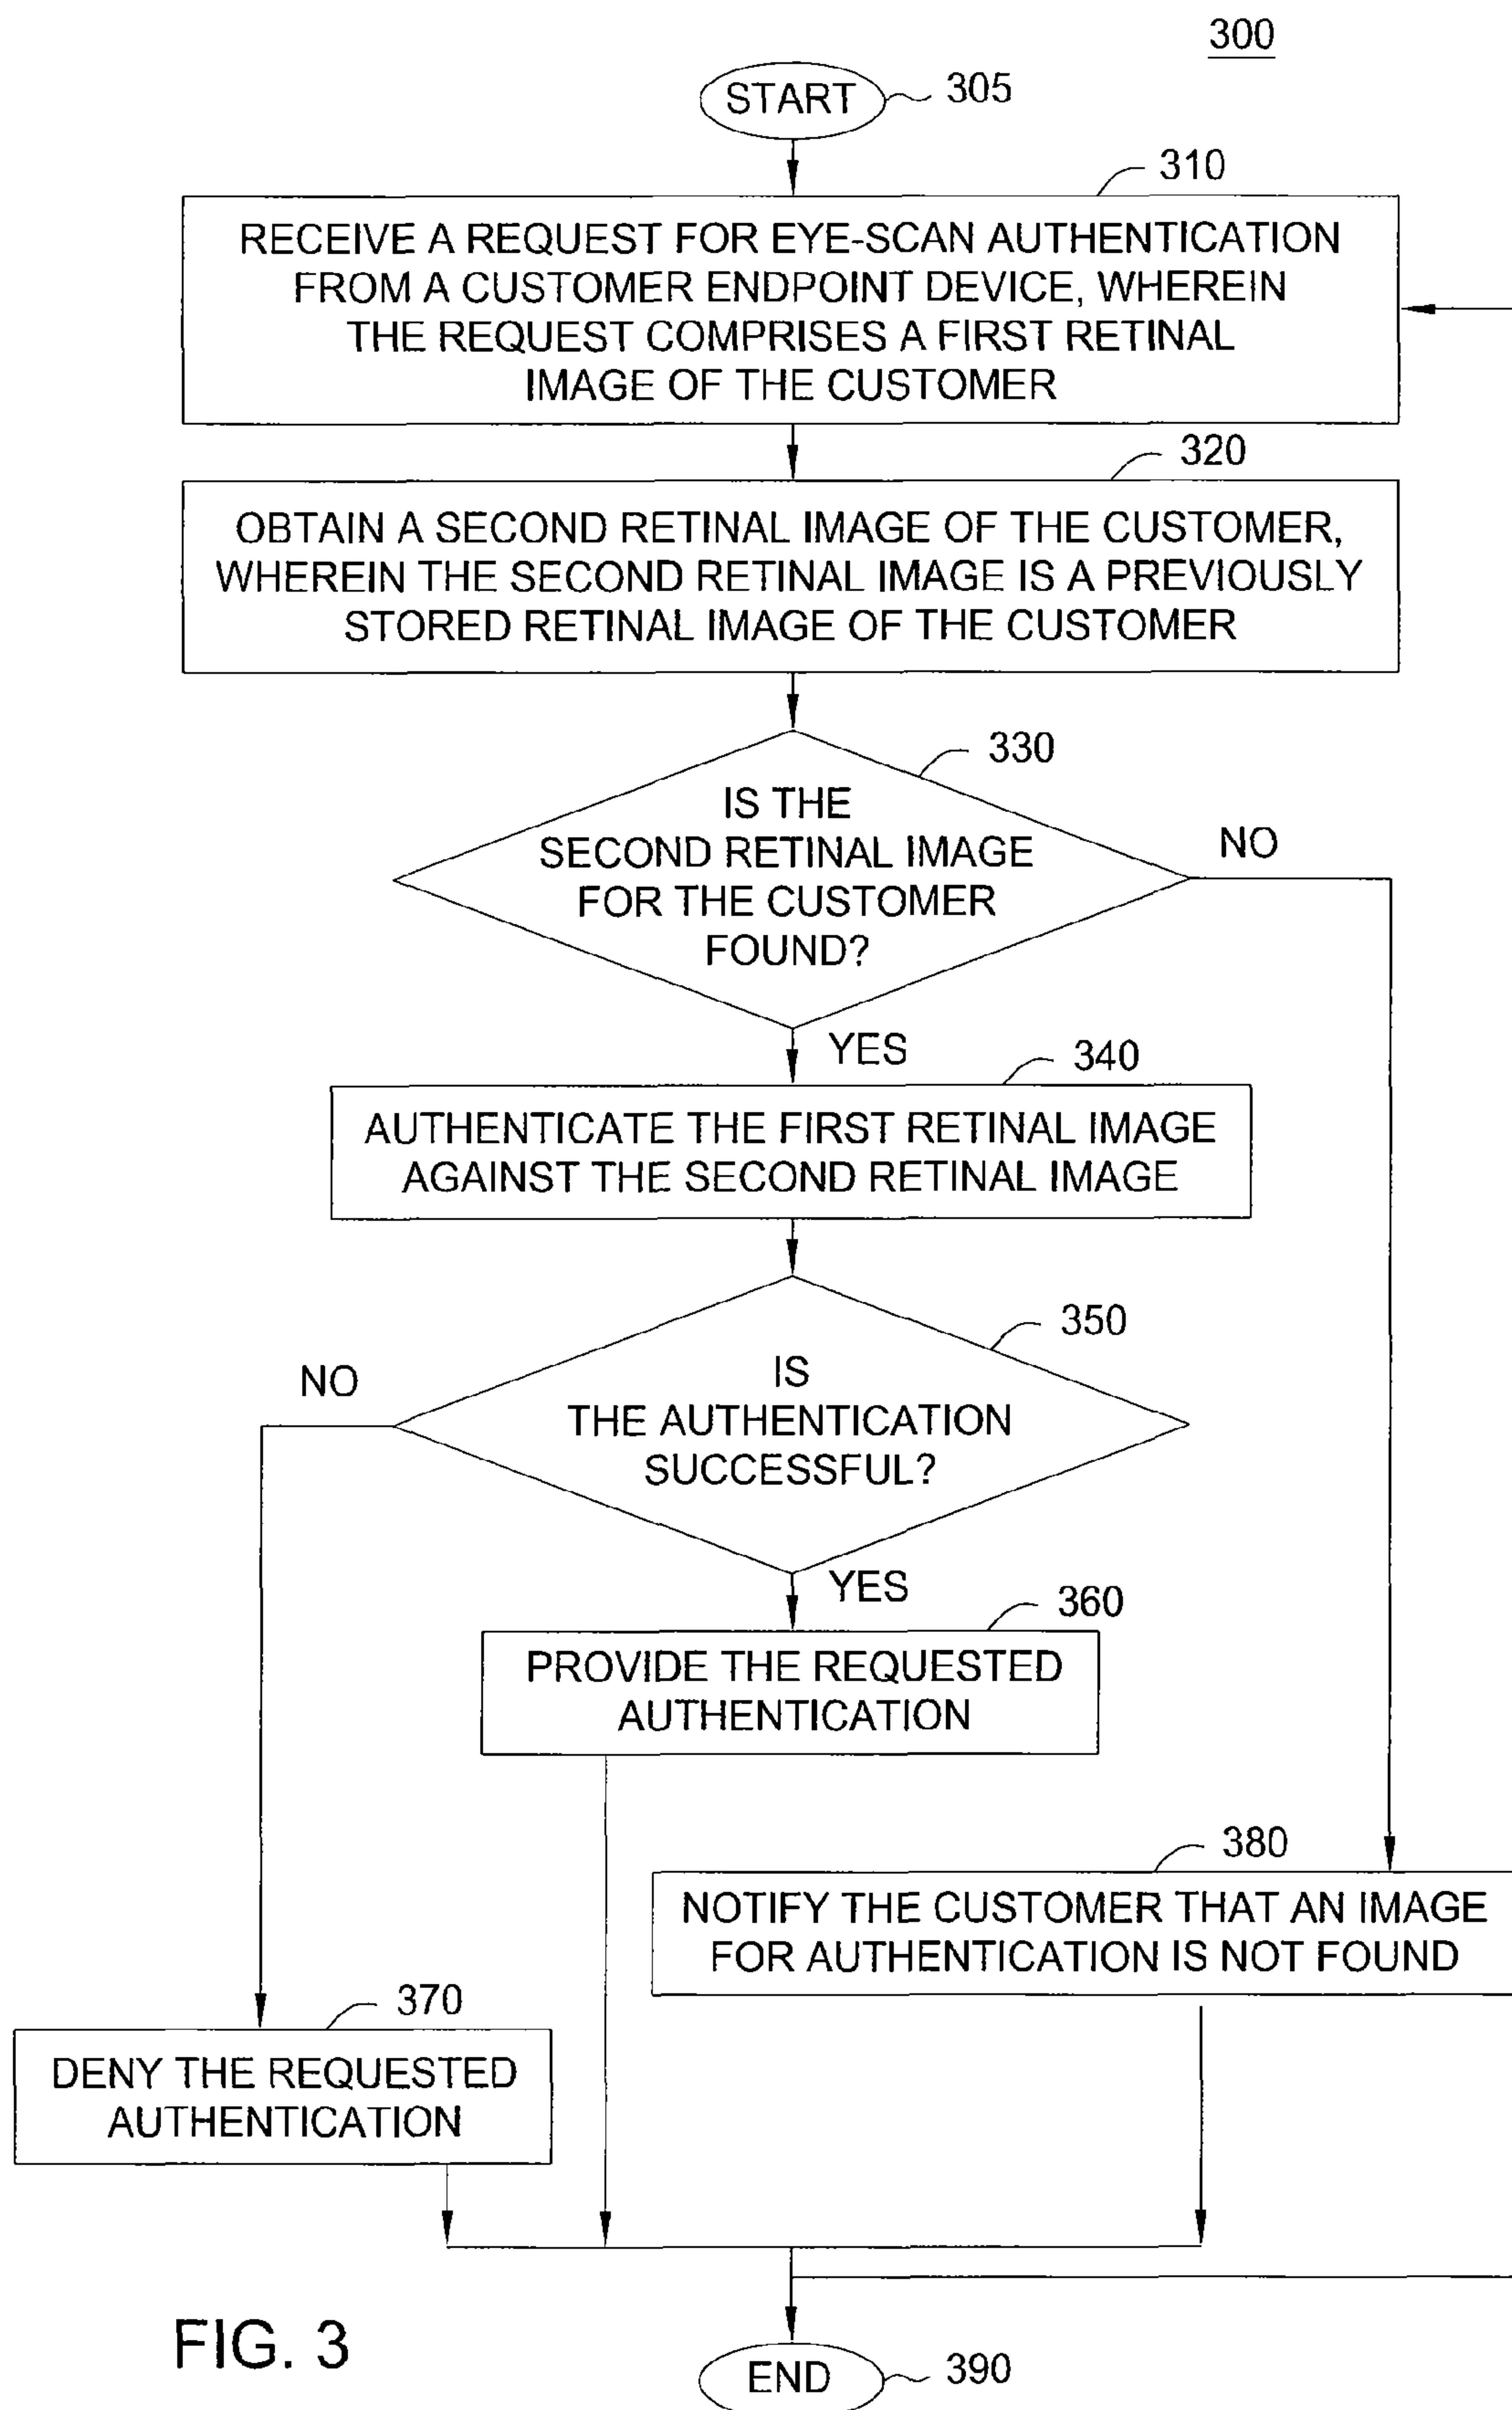 300
START
305
310
RECEIVE A REQUEST FOR EYE-SCAN AUTHENTICATION
FROM A CUSTOMER ENDPOINT DEVICE, WHEREIN
THE REQUEST COMPRISES A FIRST RETINAL
IMAGE OF THE CUSTOMER
320
OBTAIN A SECOND RETINAL IMAGE OF THE CUSTOMER,
WHEREIN THE SECOND RETINAL IMAGE IS A PREVIOUSLY
STORED RETINAL IMAGE OF THE CUSTOMER
330
IS THE
SECOND RETINAL IMAGE
FOR THE CUSTOMER
FOUND?
NO
YES
340
AUTHENTICATE THE FIRST RETINAL IMAGE
AGAINST THE SECOND RETINAL IMAGE
350
IS
THE AUTHENTICATION
SUCCESSFUL?
NO
YES
360
PROVIDE THE REQUESTED
AUTHENTICATION
380
NOTIFY THE CUSTOMER THAT AN IMAGE
FOR AUTHENTICATION IS NOT FOUND
370
DENY THE REQUESTED
AUTHENTICATION
FIG. 3
END
390